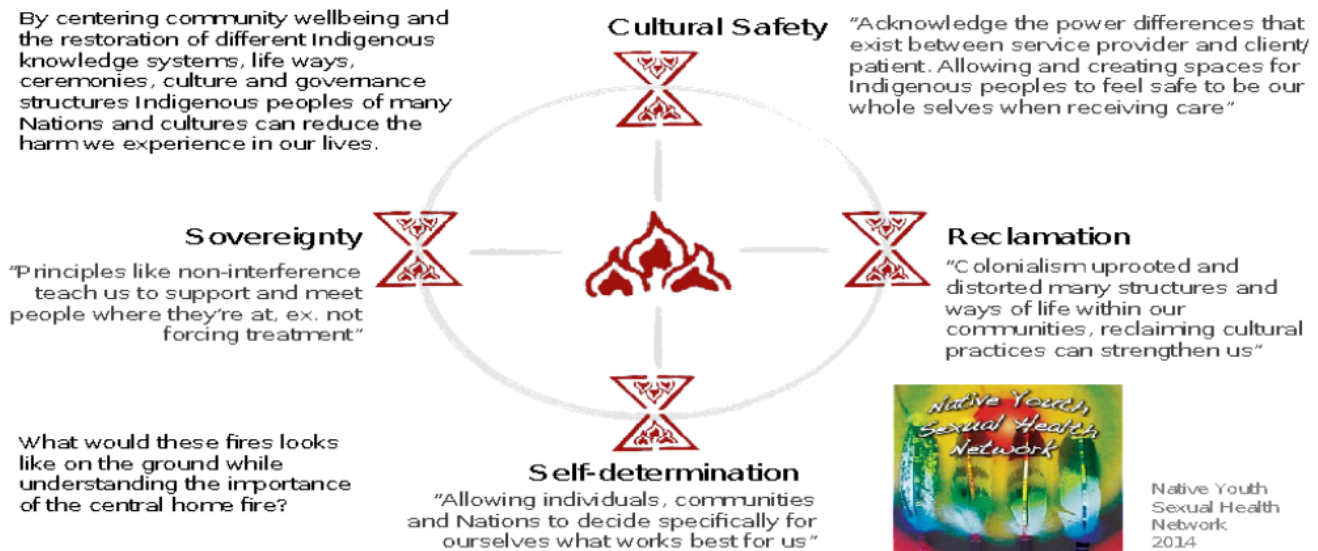 By centering community wellbeing and
the restoration of different Indigenous
knowledge systems, life ways,
ceremonies, culture and governance
structures Indigenous peoples of many
Nations and cultures can reduce the
harm we experience in our lives.
Cultural Safety
"Acknowledge the power differences that
exist between service provider and client/
patient. Allowing and creating spaces for
Indigenous peoples to feel safe to be our
whole selves when receiving care"
Sovereignty
"Principles like non-interference
teach us to support and meet
people where they're at, ex. not
forcing treatment"
Reclamation
"Colonialism uprooted and
distorted many structures and
ways of life within our
communities, reclaiming cultural
practices can strengthen us"
What would these fires looks
like on the ground while
understanding the importance
of the central home fire?
Self-determination
"Allowing individuals, communities
and Nations to decide specifically for
ourselves what works best for us"
Native Youth
Sexual Health
Network
Native Youth
Sexual Health
Network
2014